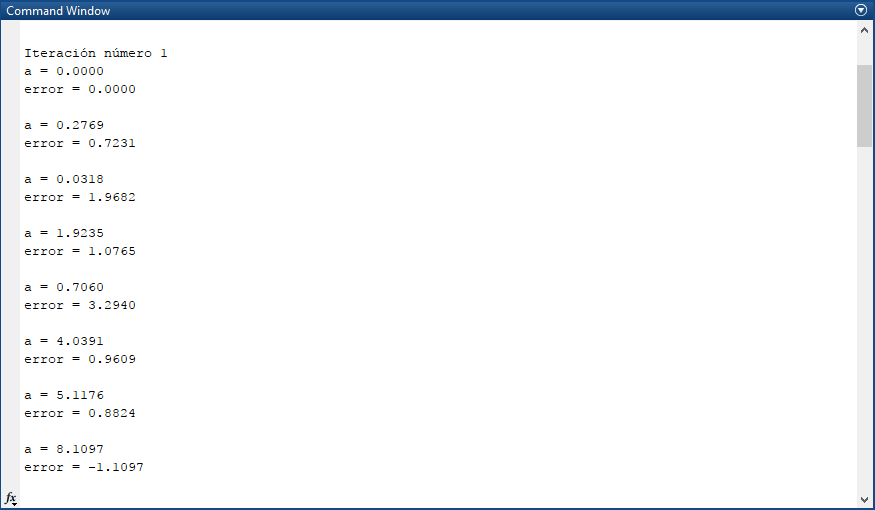 Command Window
Iteración número 1
a = 0.0000
error = 0.0000
a = 0.2769
error = 0.7231
a = 0.0318
error = 1.9682
a = 1.9235
error = 1.0765
a = 0.7060
error = 3.2940
a = 4.0391
error = 0.9609
a = 5.1176
error = 0.8824
a = 8.1097
error = -1.1097
fx